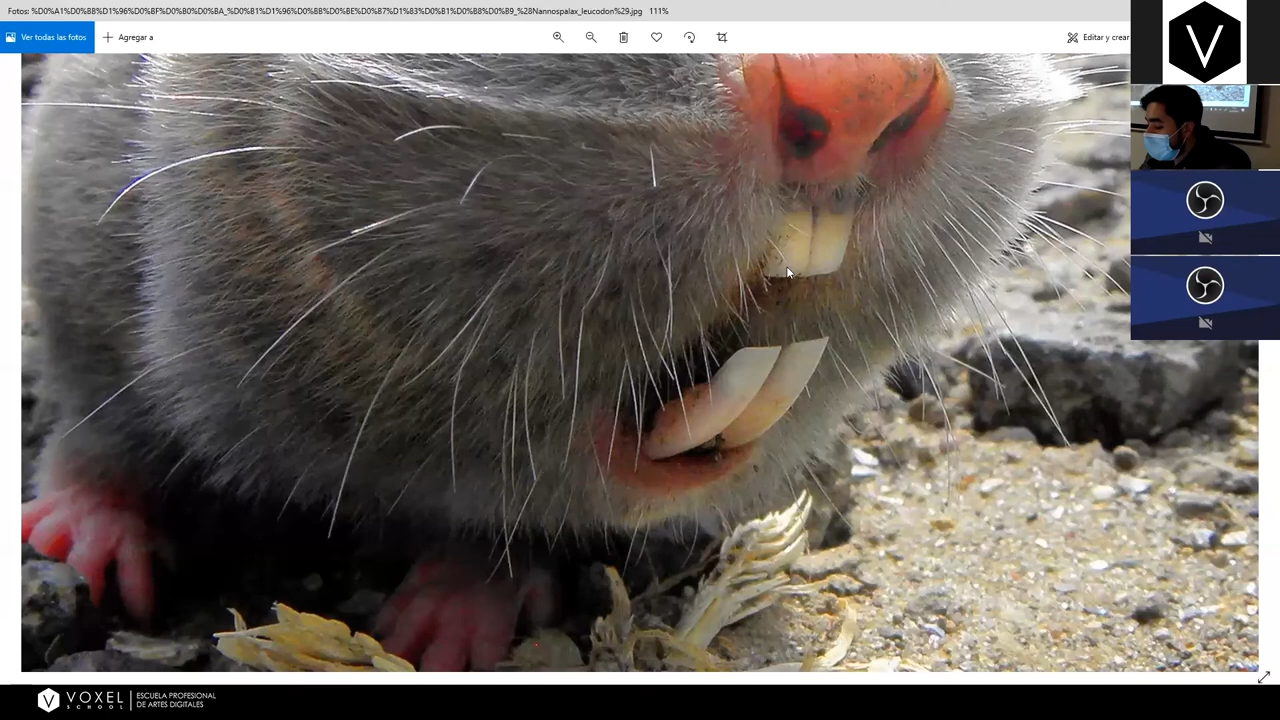 Fotos: %D0%A1%D0%BB%D1%96%D0%BF%D0%B0%D0%BA_%D0%B1%D1%96%D0%BB%D0%BE%D0%B7%D1%83%D0%B1%D0%B8%D0%B9_%28Nannospalax_leucodon%29.jpg 111%
Ver todas las fotos
Agregar a
Editar y crear
V
VOXEL
SCHOOL
ESCUELA PROFESIONAL
DE ARTES DIGITALES